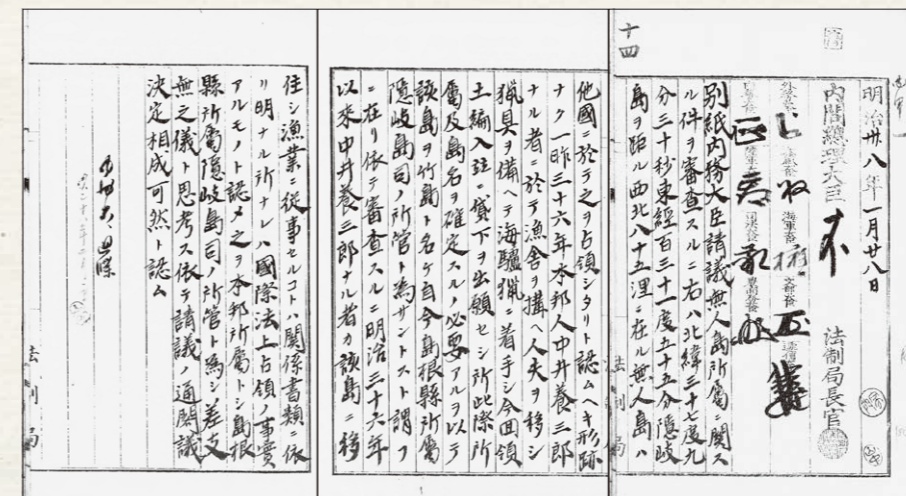 十四
明治卅八年一月廿八日
内閣總理大臣
法制局長官
別紙内務大臣請議無人島所屬ニ関ス
ル件ヲ審査スルニ右ハ北緯三十七度九
分三十秒東經百三十一度五十五分隠岐
島ヲ距ル西北八十五浬ニ在ル無人島ハ
他國ニ於テ之ヲ占領シタリト認ムヘキ形跡
ナク一昨三十六年本邦人中井養三郎
ナル者ニ於テ漁舎ヲ構ヘ人夫ヲ移シ
猟具ヲ備ヘテ海驢猟ニ着手シ今回領
土編入並ニ貸下ヲ出願セシ所此際所
屬及島名ヲ確定スルノ必要アルヲ以テ
該島ヲ竹島ト名ケ自今島根縣所屬
隠岐島司ノ所管ト為サントスト謂フ
ニ在リ依テ審査スルニ明治三十六年
以来中井養三郎ナル者カ該島ニ移
住シ漁業ニ從事セルコトハ関係書類ニ依
リ明ナル所ナレハ國際法上占領ノ事實
アルモノト認メ之ヲ本邦所屬トシ島根
縣所屬隠岐島司ノ所管ト為シ差支
無之儀ト思考ス依テ請議ノ通閣議
決定相成可然ト認ム
法制局
法制局